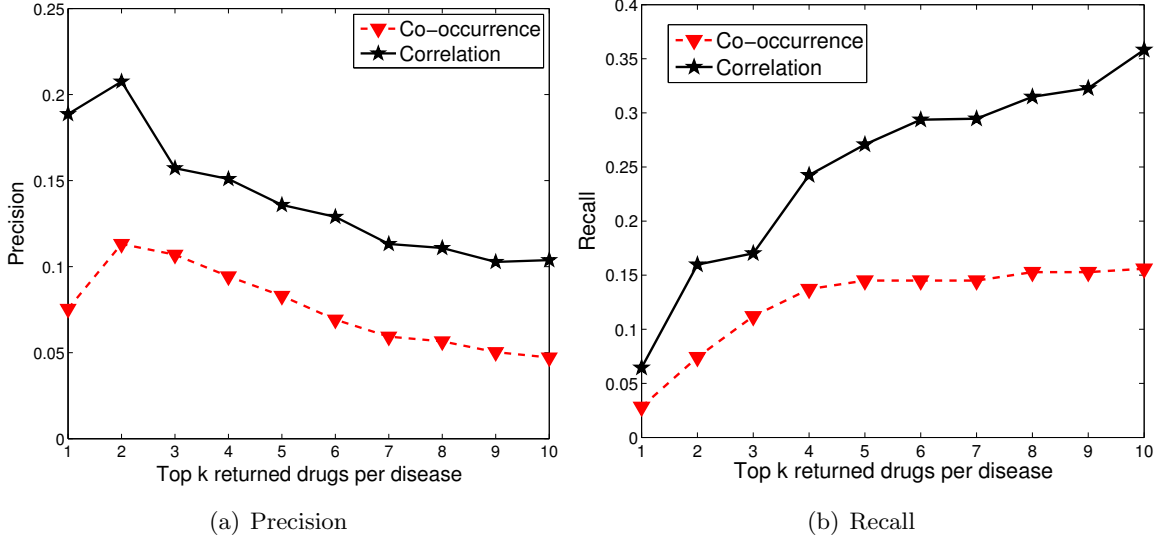 0.25
0.2
0.15
0.1
0.05
0
Precision
1 2 3 4 5 6 7 8 9 10
Top k returned drugs per disease
Co−occurrence
Correlation
(a) Precision
0.4
0.35
0.3
0.25
0.2
0.15
0.1
0.05
0
Recall
1 2 3 4 5 6 7 8 9 10
Top k returned drugs per disease
Co−occurrence
Correlation
(b) Recall